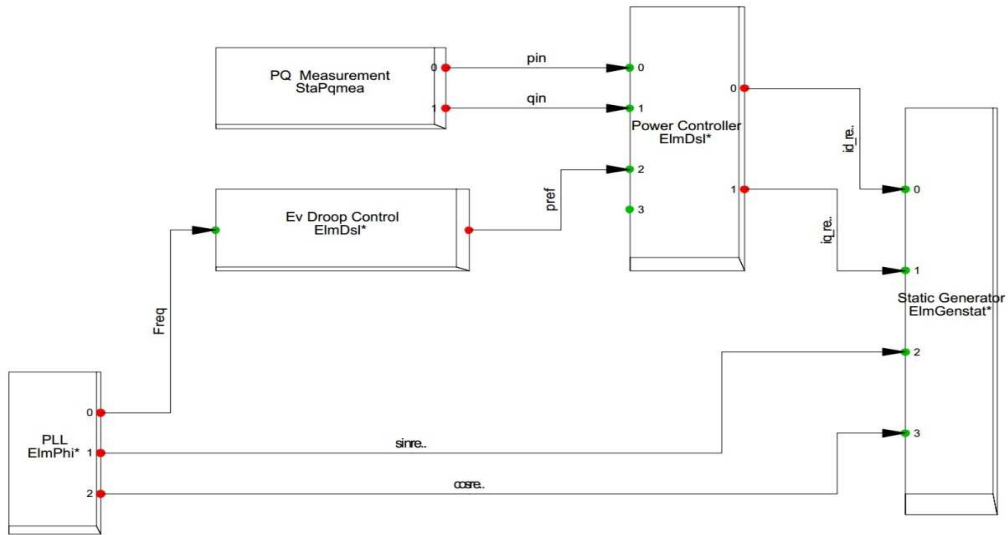 PQ Measurement
StaPqmea
0
1
pin
qin
0
1
2
3
Power Controller
ElmDsl*
0
1
id_re..
iq_re..
Ev Droop Control
ElmDsl*
pref
Freq
0
1
2
3
Static Generator
ElmGenstat*
PLL
ElmPhi*
0
1
2
sinre..
cosre..